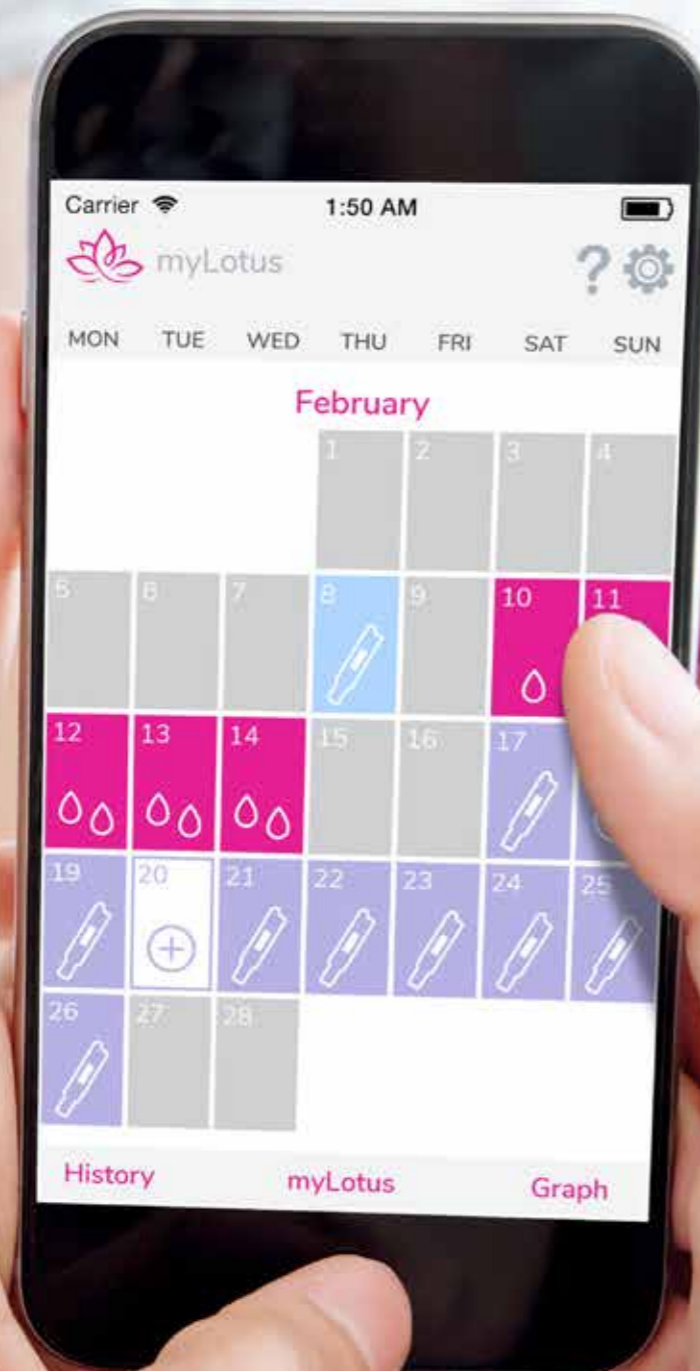 Carrier 1:50 AM
myLotus ?
MON TUE WED THU FRI SAT SUN
February
1 2 3 4
5 6 7 8 9 10 11
12 13 14 15 16 17
19 20 21 22 23 24 25
26 27 28
History myLotus Graph